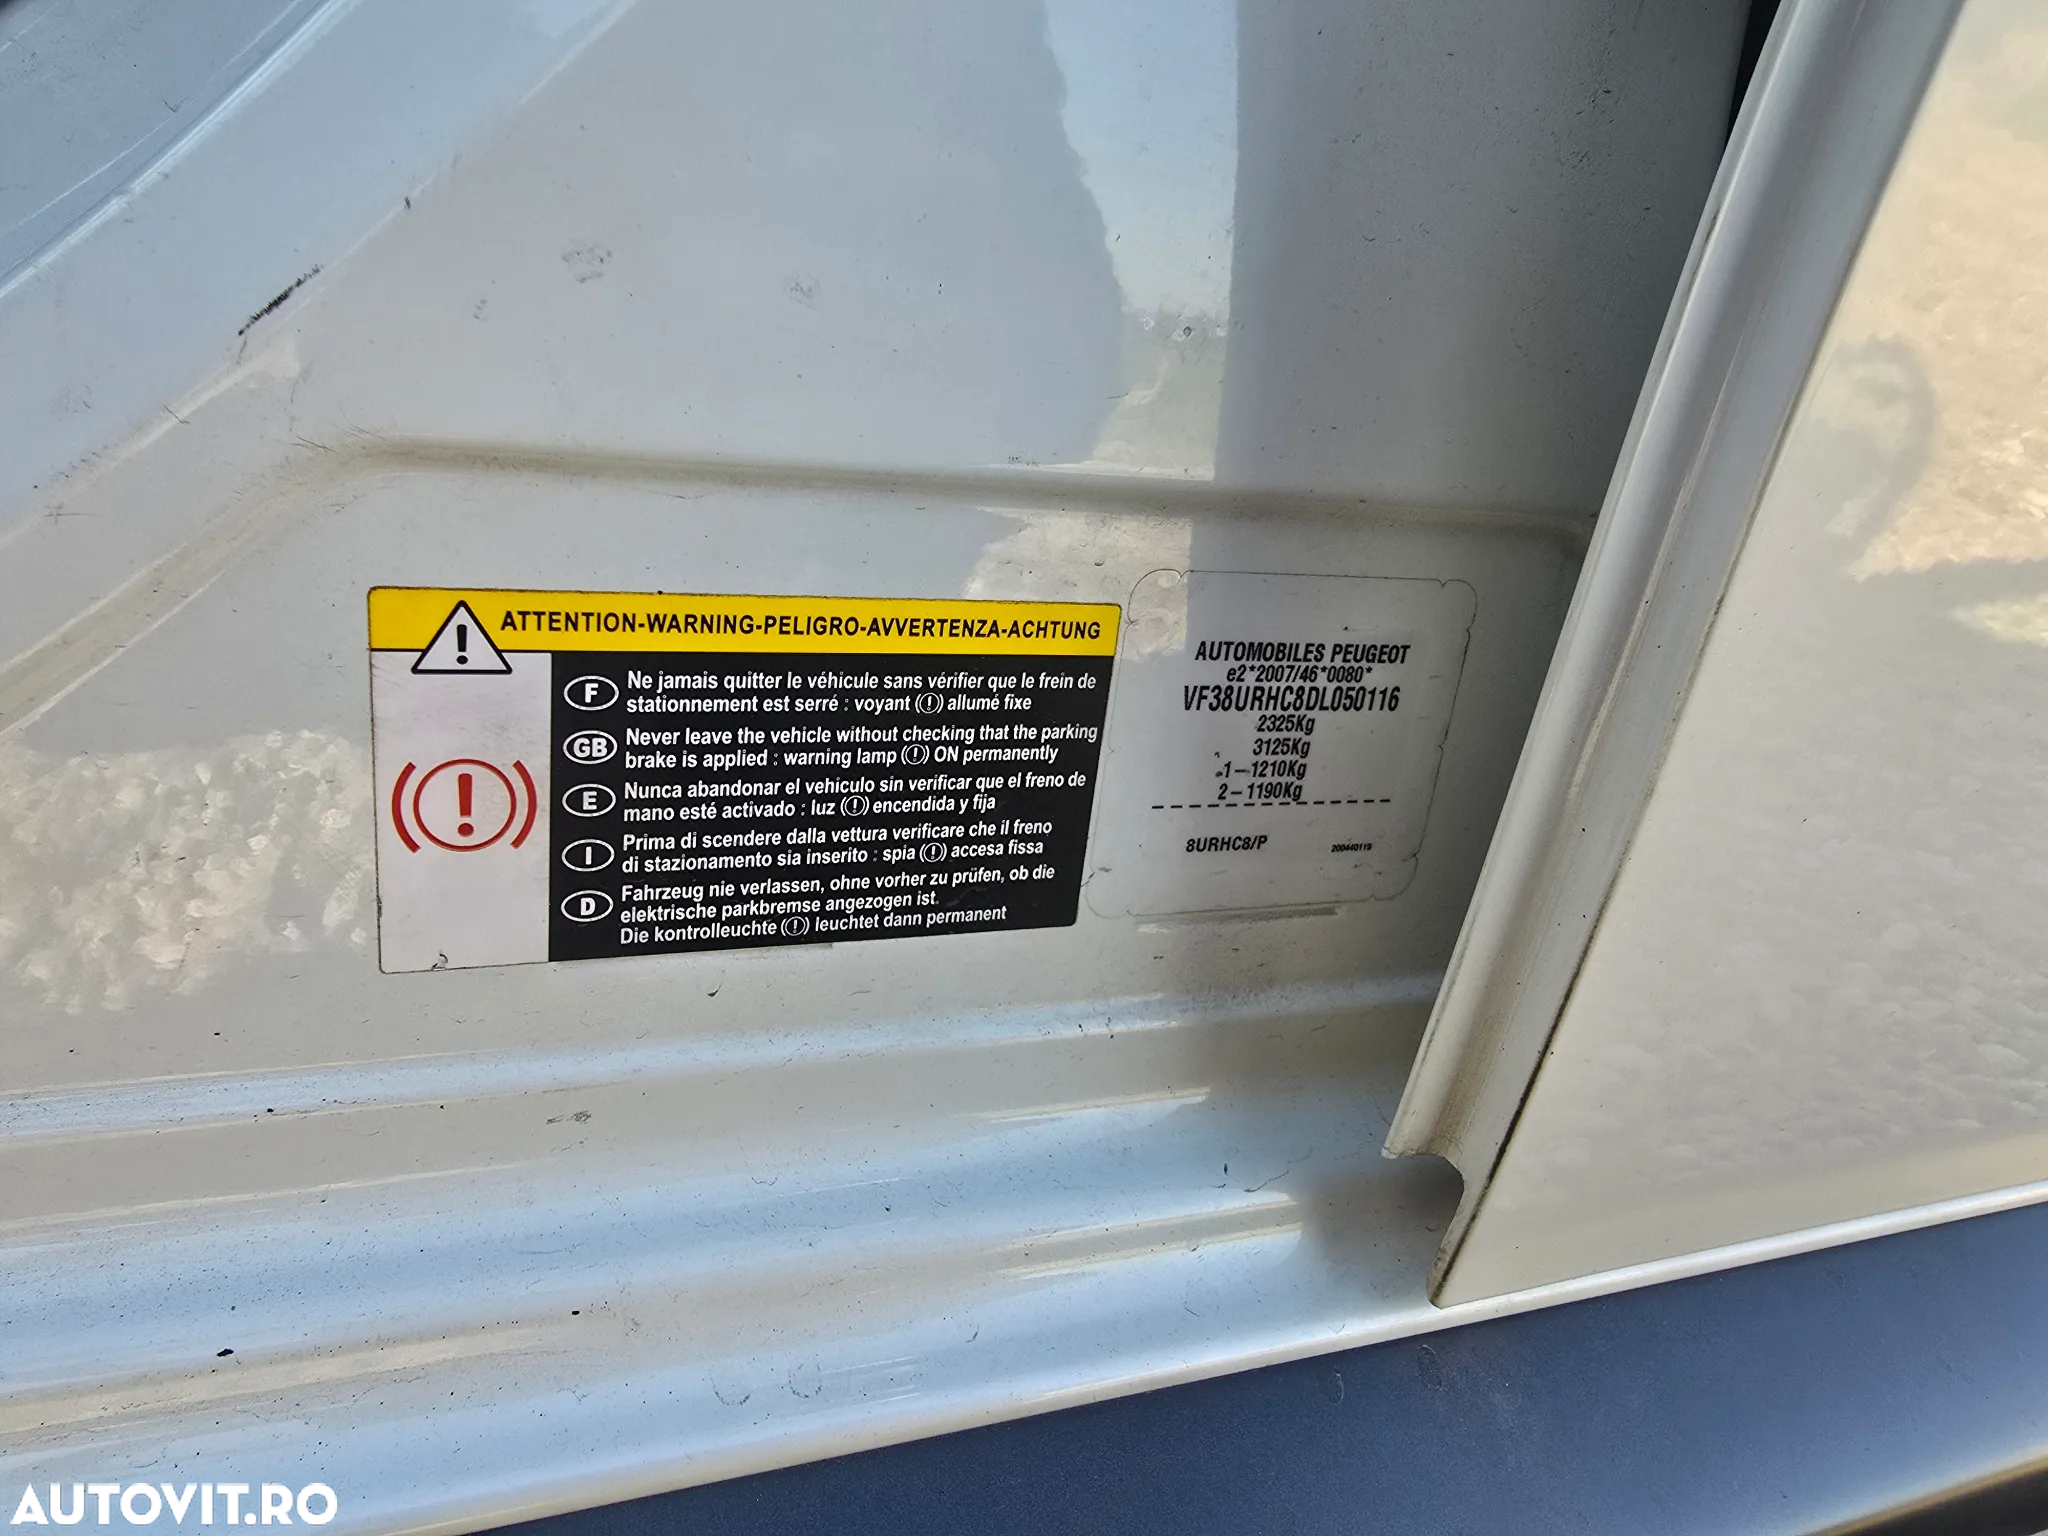 ATTENTION-WARNING-PELIGRO-AVVERTENZA-ACHTUNG
F Ne jamais quitter le véhicule sans vérifier que le frein de
stationnement est serré : voyant (!) allumé fixe
GB Never leave the vehicle without checking that the parking
brake is applied : warning lamp (!) ON permanently
E Nunca abandonar el vehículo sin verificar que el freno de
mano esté activado : luz (!) encendida y fija
I Prima di scendere dalla vettura verificare che il freno
di stazionamento sia inserito : spia (!) accesa fissa
D Fahrzeug nie verlassen, ohne vorher zu prüfen, ob die
elektrische parkbremse angezogen ist.
Die kontrolleuchte (!) leuchtet dann permanent
AUTOMOBILES PEUGEOT
e2*2007/46*0080*
VF38URHC8DL050116
2325Kg
3125Kg
1-1210Kg
2-1190Kg
8URHC8/P
200440119
AUTOVIT.RO